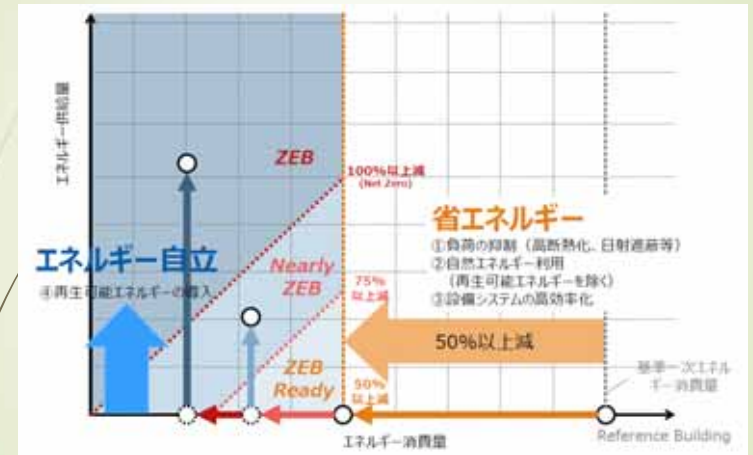 エネルギー供給量
ZEB
100%以上減
(Net Zero)
省エネルギー
①負荷の抑制（高断熱化、日射遮蔽等）
②自然エネルギー利用
（再生可能エネルギーを除く）
③設備システムの高効率化
エネルギー自立
④再生可能エネルギーの導入
Nearly
ZEB
75%
以上減
50%以上減
ZEB
Ready
50%
以上減
基準一次エネル
ギー消費量
エネルギー消費量
Reference Building